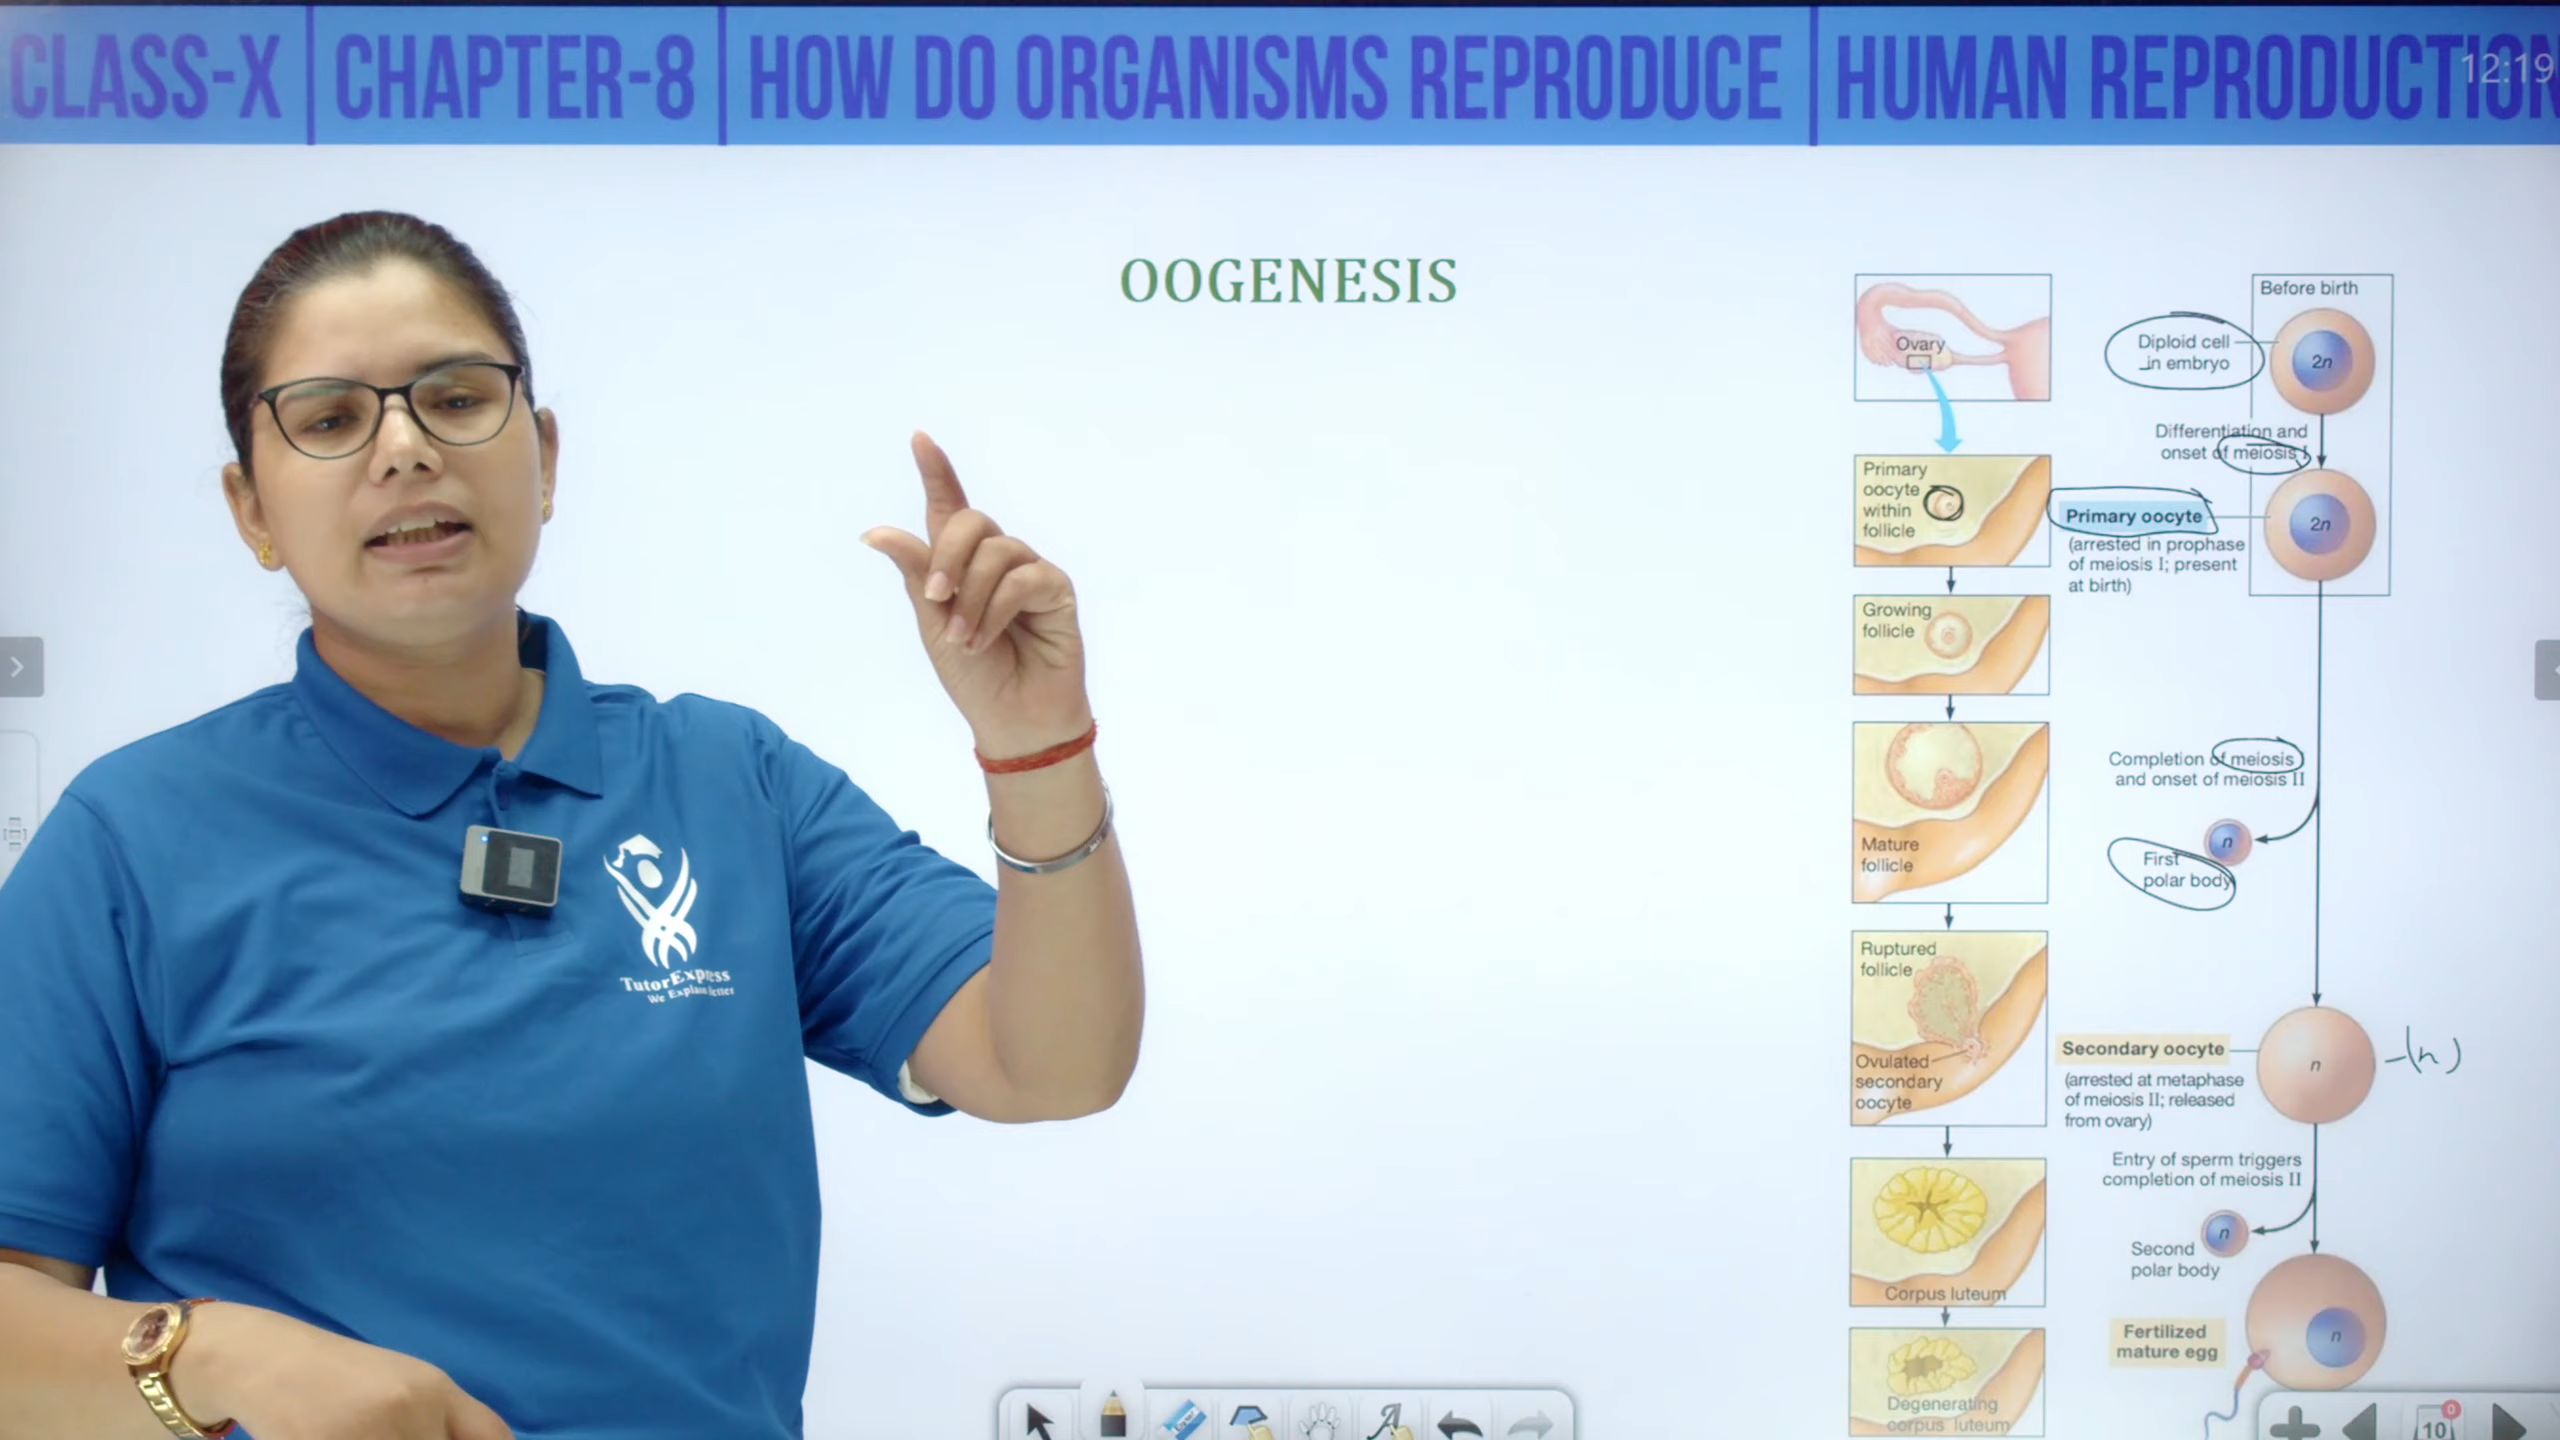 CLASS-X
CHAPTER-8
HOW DO ORGANISMS REPRODUCE
HUMAN REPRODUCTION
12:19
OOGENESIS
Ovary
Primary
oocyte
within
follicle
Growing
follicle
Mature
follicle
Ruptured
follicle
Ovulated
secondary
oocyte
Corpus luteum
Degenerating
corpus luteum
Before birth
Diploid cell
in embryo
2n
Differentiation and
onset of meiosis I
Primary oocyte
(arrested in prophase
of meiosis I; present
at birth)
2n
Completion of meiosis
and onset of meiosis II
n
First
polar body
Secondary oocyte
(arrested at metaphase
of meiosis II; released
from ovary)
n
-(n)
Entry of sperm triggers
completion of meiosis II
n
Second
polar body
Fertilized
mature egg
n
TutorExpress
We Explain Better
10
0